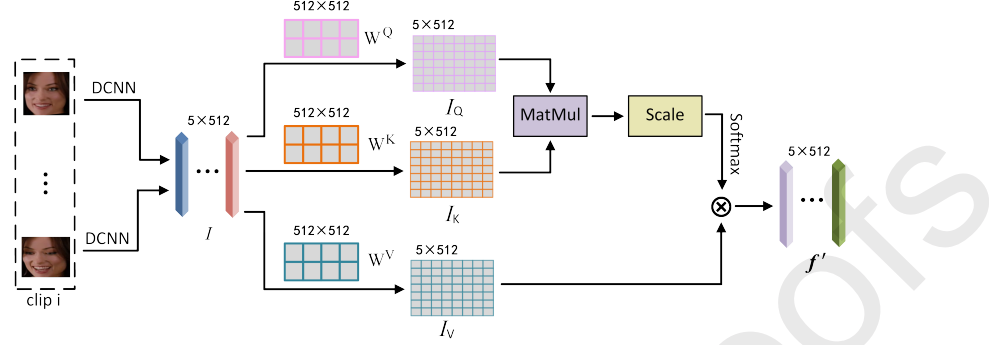 512×512
W^Q
5×512
I_Q
DCNN
5×512
I
DCNN
clip i
512×512
W^K
5×512
I_K
512×512
W^V
5×512
I_V
MatMul
Scale
Softmax
5×512
f′
oofs